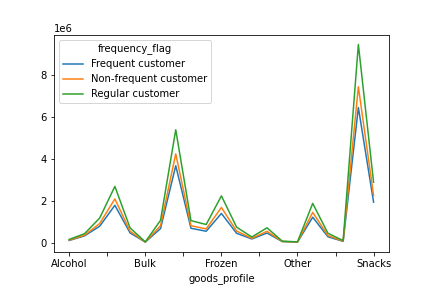 1e6
frequency_flag
Frequent customer
Non-frequent customer
Regular customer
8
6
4
2
0
Alcohol Bulk Frozen Other Snacks
goods_profile